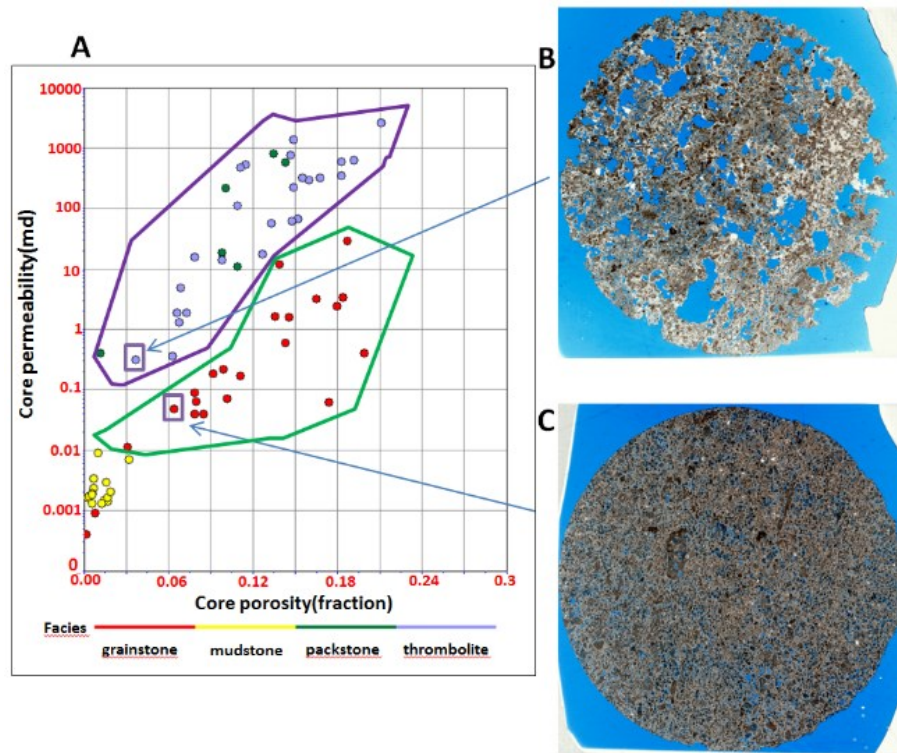 A
B
10000
1000
100
10
1
0.1
0.01
0.001
0
Core permeability(md)
0.00 0.06 0.12 0.18 0.24 0.3
Core porosity(fraction)
Facies
grainstone mudstone packstone thrombolite
C